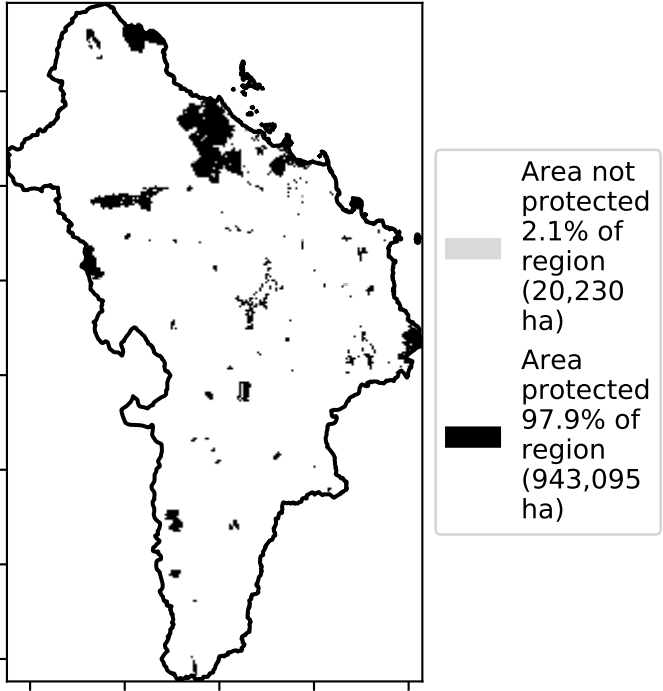 Area not
protected
2.1% of
region
(20,230
ha)
Area
protected
97.9% of
region
(943,095
ha)